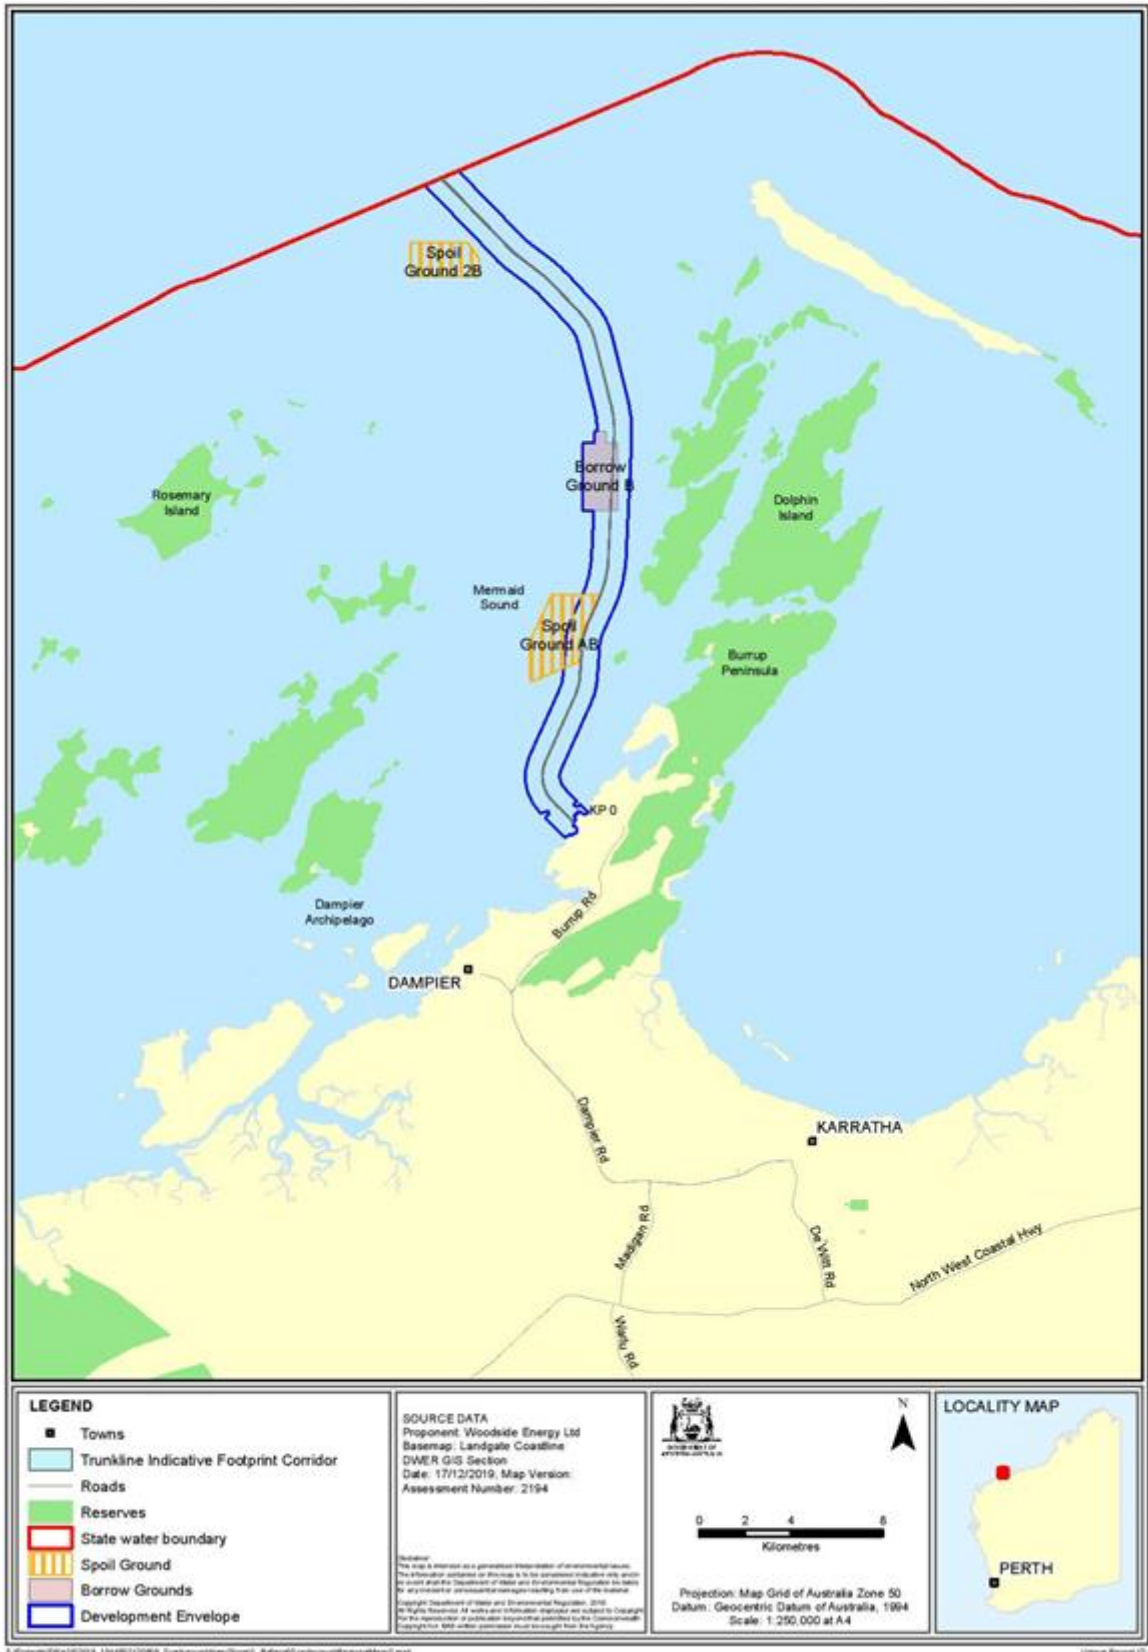 Spoil
Ground 2B
Borrow
Ground B
Rosemary
Island
Dolphin
Island
Mermaid
Sound
Spoil
Ground AB
Burrup
Peninsula
KP 0
Dampier
Archipelago
Burrup Rd
DAMPIER
Dampier Rd
KARRATHA
Madigan Rd
De Witt Rd
North West Coastal Hwy
Warlu Rd
LEGEND
Towns
Trunkline Indicative Footprint Corridor
Roads
Reserves
State water boundary
Spoil Ground
Borrow Grounds
Development Envelope
SOURCE DATA
Proponent: Woodside Energy Ltd
Basemap: Landgate Coastline
DWER GIS Section
Date: 17/12/2019, Map Version:
Assessment Number: 2194
GOVERNMENT OF
WESTERN AUSTRALIA
N
0 2 4 8
Kilometres
Projection: Map Grid of Australia Zone 50
Datum: Geocentric Datum of Australia, 1994
Scale: 1:250,000 at A4
LOCALITY MAP
PERTH